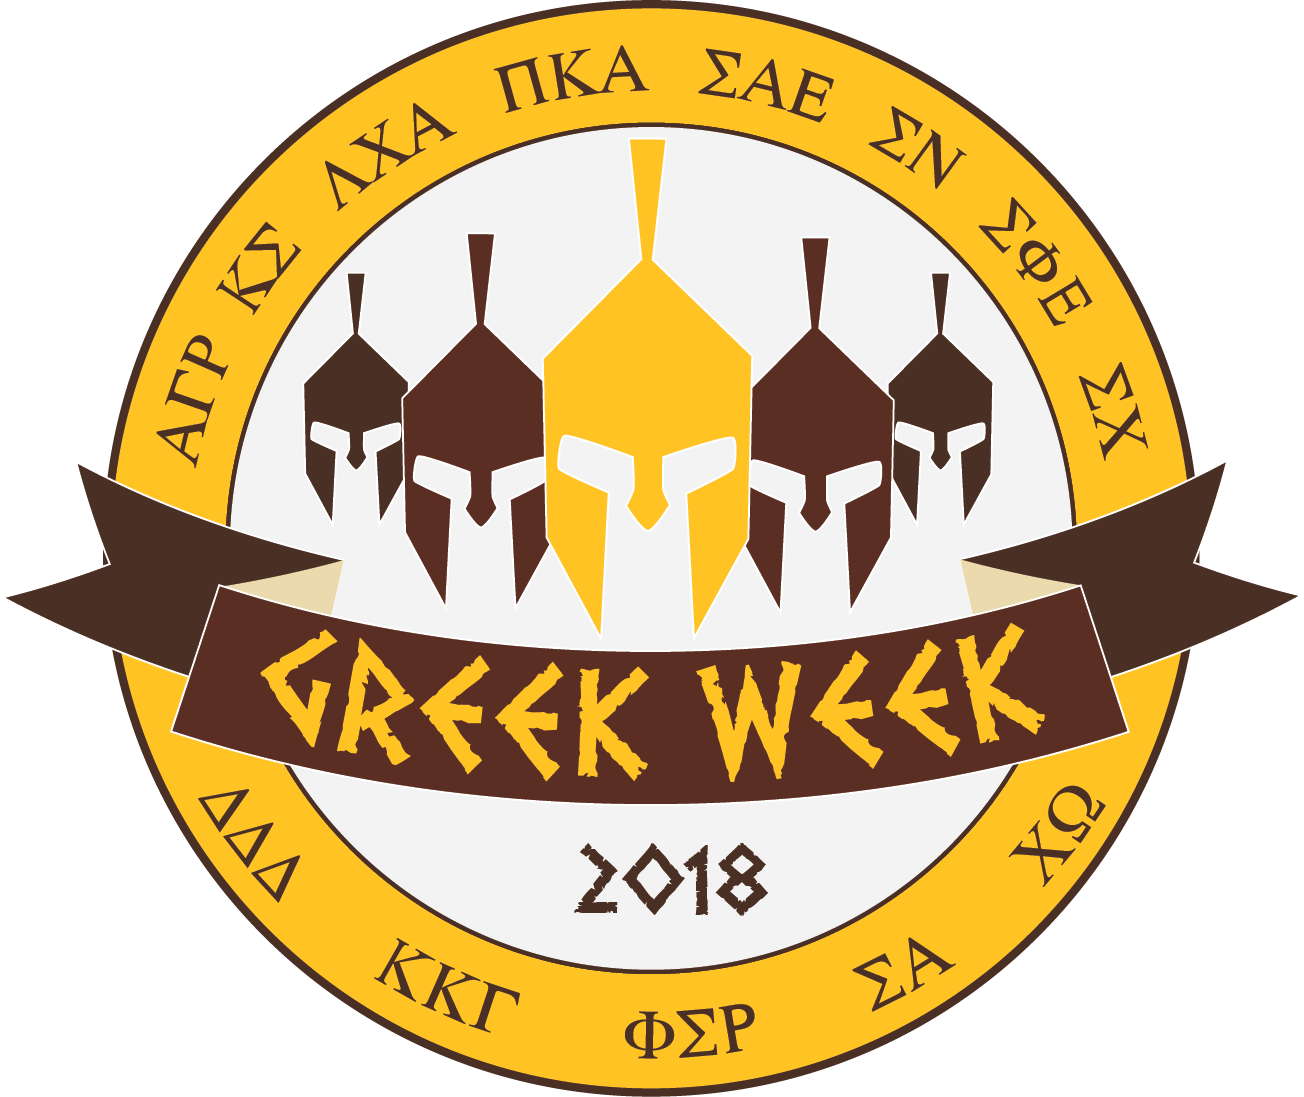 ΑΓΡ ΚΣ ΛΧΑ ΠΚΑ ΣΑΕ ΣΝ ΣΦΕ ΣΧ
GREEK WEEK
2018
ΔΔΔ ΚΚΓ ΦΣΡ ΣΑ ΧΩ